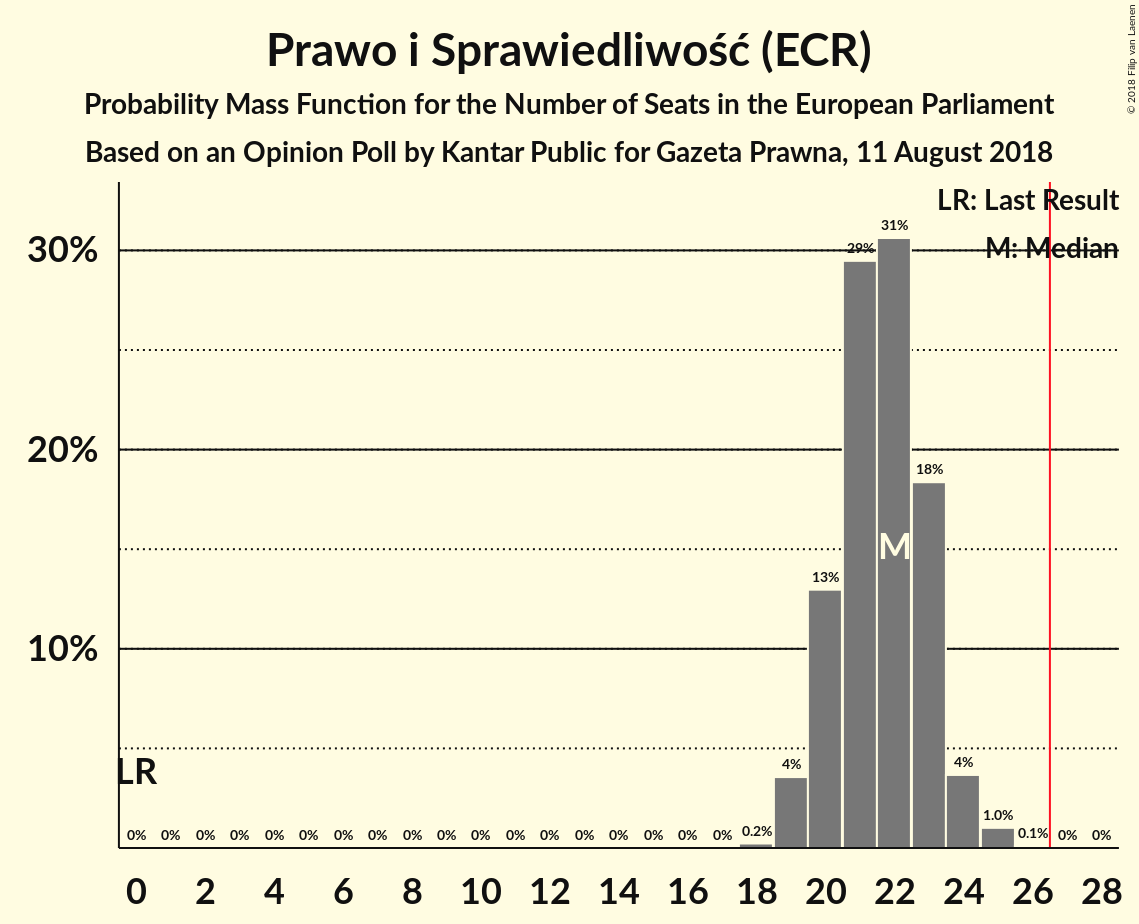 Prawo i Sprawiedliwość (ECR)
Probability Mass Function for the Number of Seats in the European Parliament
Based on an Opinion Poll by Kantar Public for Gazeta Prawna, 11 August 2018
© 2018 Filip van Laenen
LR: Last Result
M: Median
30%
20%
10%
31%
29%
18%
M
13%
LR
0% 0% 0% 0% 0% 0% 0% 0% 0% 0% 0% 0% 0% 0% 0% 0% 0% 0% 0.2% 4% 4% 1.0% 0.1% 0% 0%
0 2 4 6 8 10 12 14 16 18 20 22 24 26 28